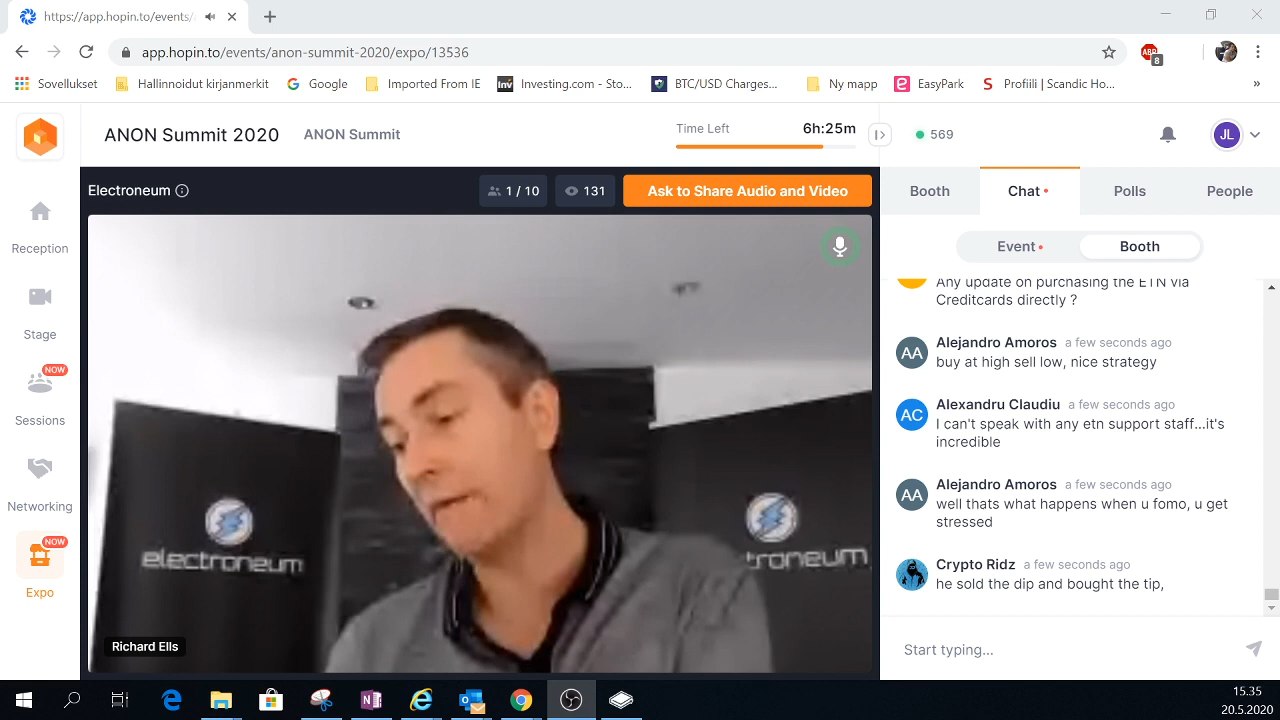 https://app.hopin.to/events/
app.hopin.to/events/anon-summit-2020/expo/13536
ABP
8
Sovellukset
Hallinnoidut kirjanmerkit
Google
Imported From IE
Inv
Investing.com - Sto...
BTC/USD Charges...
Ny mapp
EasyPark
S
Profiili | Scandic Ho...
»
ANON Summit 2020
ANON Summit
Time Left
6h:25m
569
JL
Reception
Stage
NOW
Sessions
Networking
NOW
Expo
Electroneum
1 / 10
131
Ask to Share Audio and Video
electroneum
troneum
Richard Ells
Booth
Chat
Polls
People
Event
Booth
Any update on purchasing the ETN via
Creditcards directly ?
AA
Alejandro Amoros a few seconds ago
buy at high sell low, nice strategy
AC
Alexandru Claudiu a few seconds ago
I can't speak with any etn support staff...it's
incredible
AA
Alejandro Amoros a few seconds ago
well thats what happens when u fomo, u get
stressed
Crypto Ridz a few seconds ago
he sold the dip and bought the tip,
Start typing...
15.35
20.5.2020